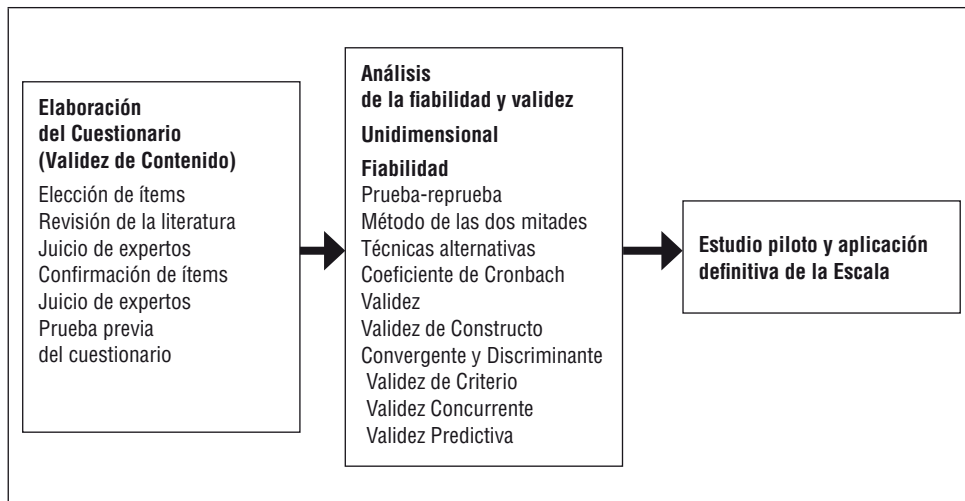 Elaboración
del Cuestionario
(Validez de Contenido)
Elección de ítems
Revisión de la literatura
Juicio de expertos
Confirmación de ítems
Juicio de expertos
Prueba previa
del cuestionario
Análisis
de la fiabilidad y validez
Unidimensional
Fiabilidad
Prueba-reprueba
Método de las dos mitades
Técnicas alternativas
Coeficiente de Cronbach
Validez
Validez de Constructo
Convergente y Discriminante
Validez de Criterio
Validez Concurrente
Validez Predictiva
Estudio piloto y aplicación
definitiva de la Escala